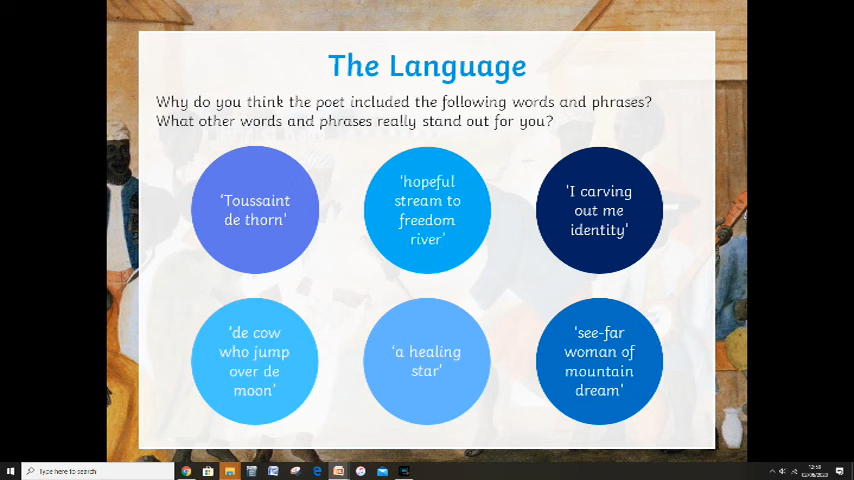 The Language
Why do you think the poet included the following words and phrases?
What other words and phrases really stand out for you?
'Toussaint
de thorn'
'hopeful
stream to
freedom
river'
'I carving
out me
identity'
'de cow
who jump
over de
moon'
'a healing
star'
'see-far
woman of
mountain
dream'
Type here to search